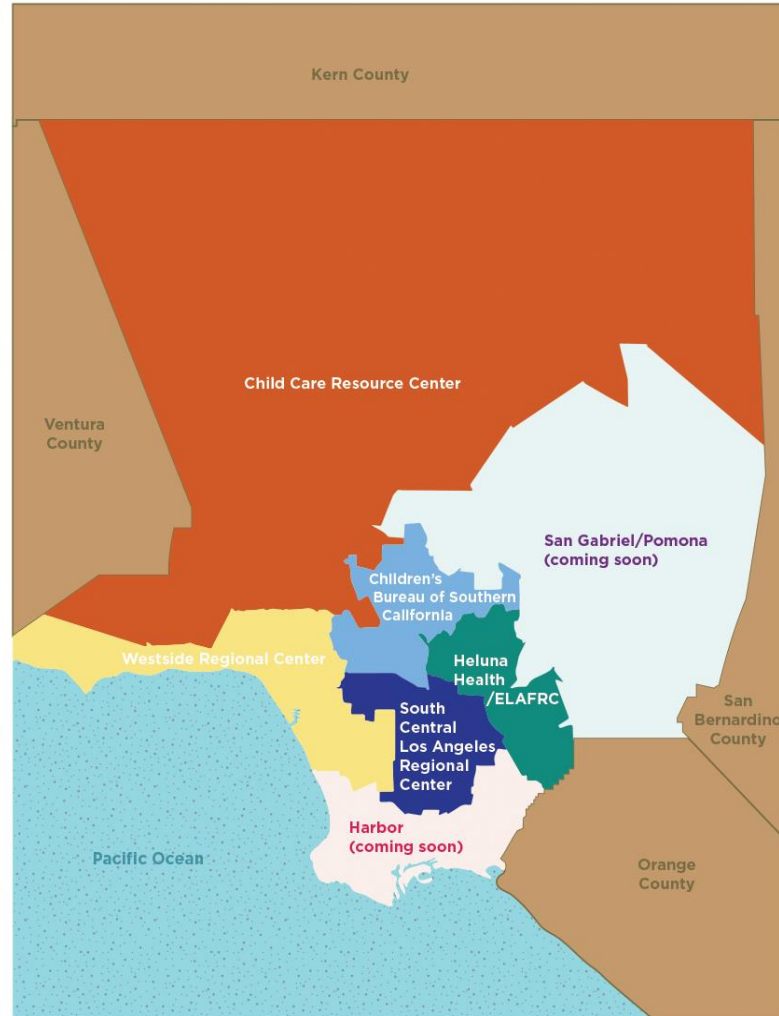 Kern County
Child Care Resource Center
Ventura
County
San Gabriel/Pomona
(coming soon)
Children's
Bureau of Southern
California
Westside Regional Center
Heluna
Health
/ELAFRC
South
Central
Los Angeles
Regional
Center
San
Bernardino
County
Harbor
(coming soon)
Pacific Ocean
Orange
County